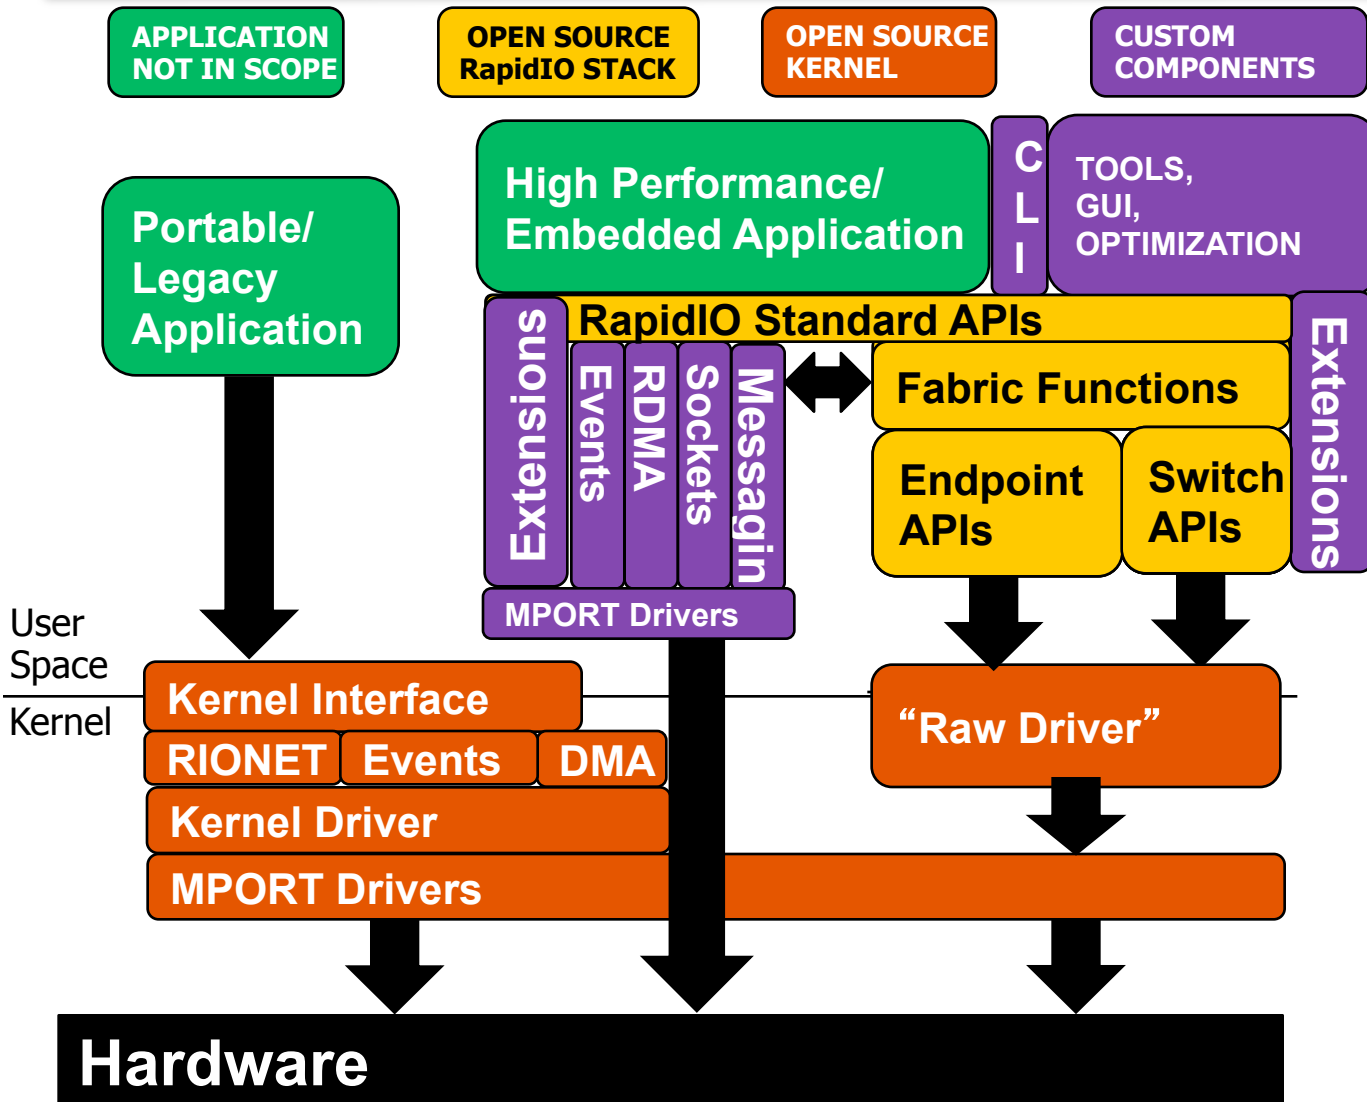 APPLICATION
NOT IN SCOPE
OPEN SOURCE
RapidIO STACK
OPEN SOURCE
KERNEL
CUSTOM
COMPONENTS
Portable/
Legacy
Application
High Performance/
Embedded Application
C
L
I
TOOLS,
GUI,
OPTIMIZATION
RapidIO Standard APIs
Extensions
Events
RDMA
Sockets
Messagin
Fabric Functions
Endpoint
APIs
Switch
APIs
Extensions
MPORT Drivers
User
Space
Kernel
Kernel Interface
RIONET
Events
DMA
Kernel Driver
MPORT Drivers
“Raw Driver”
Hardware